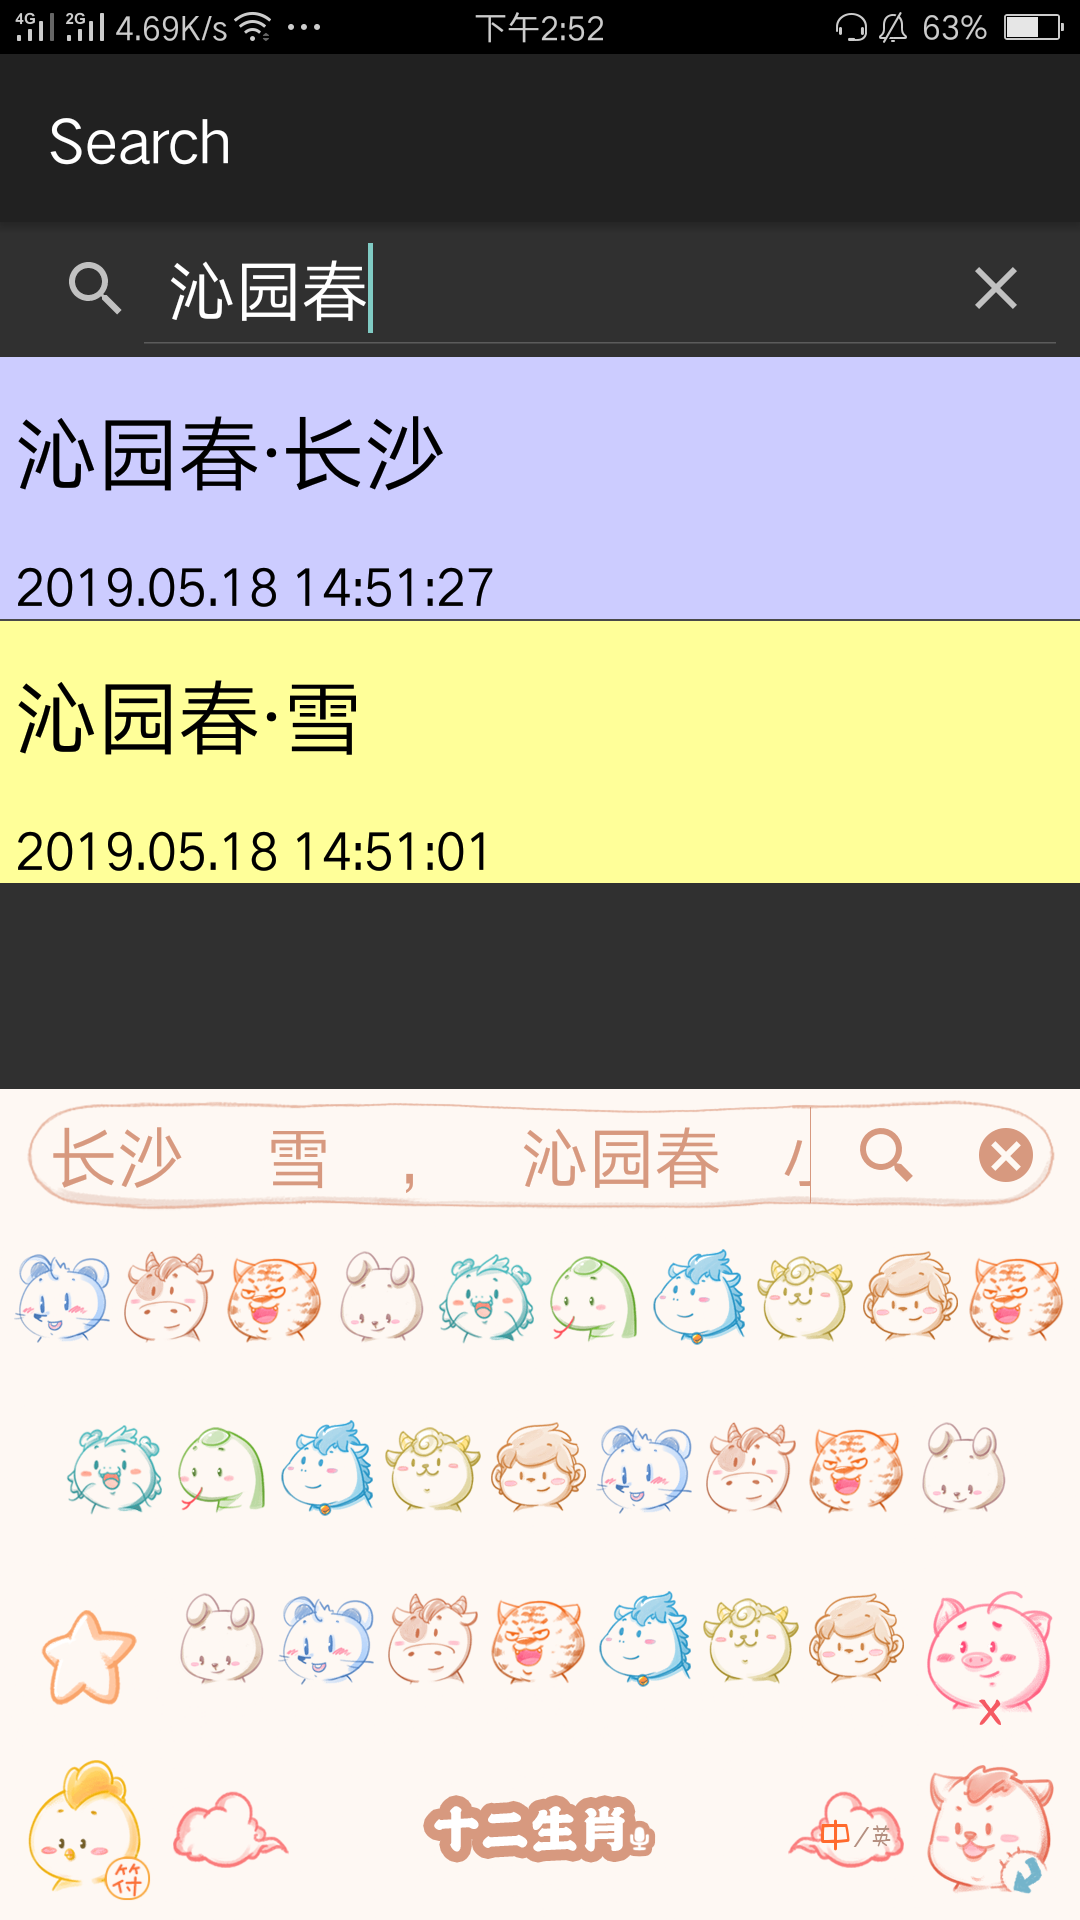 4G 2G 4.69K/s ... 下午2:52 63%
Search
沁园春
沁园春·长沙
2019.05.18 14:51:27
沁园春·雪
2019.05.18 14:51:01
长沙 雪 ， 沁园春
符 十二生肖 中/英